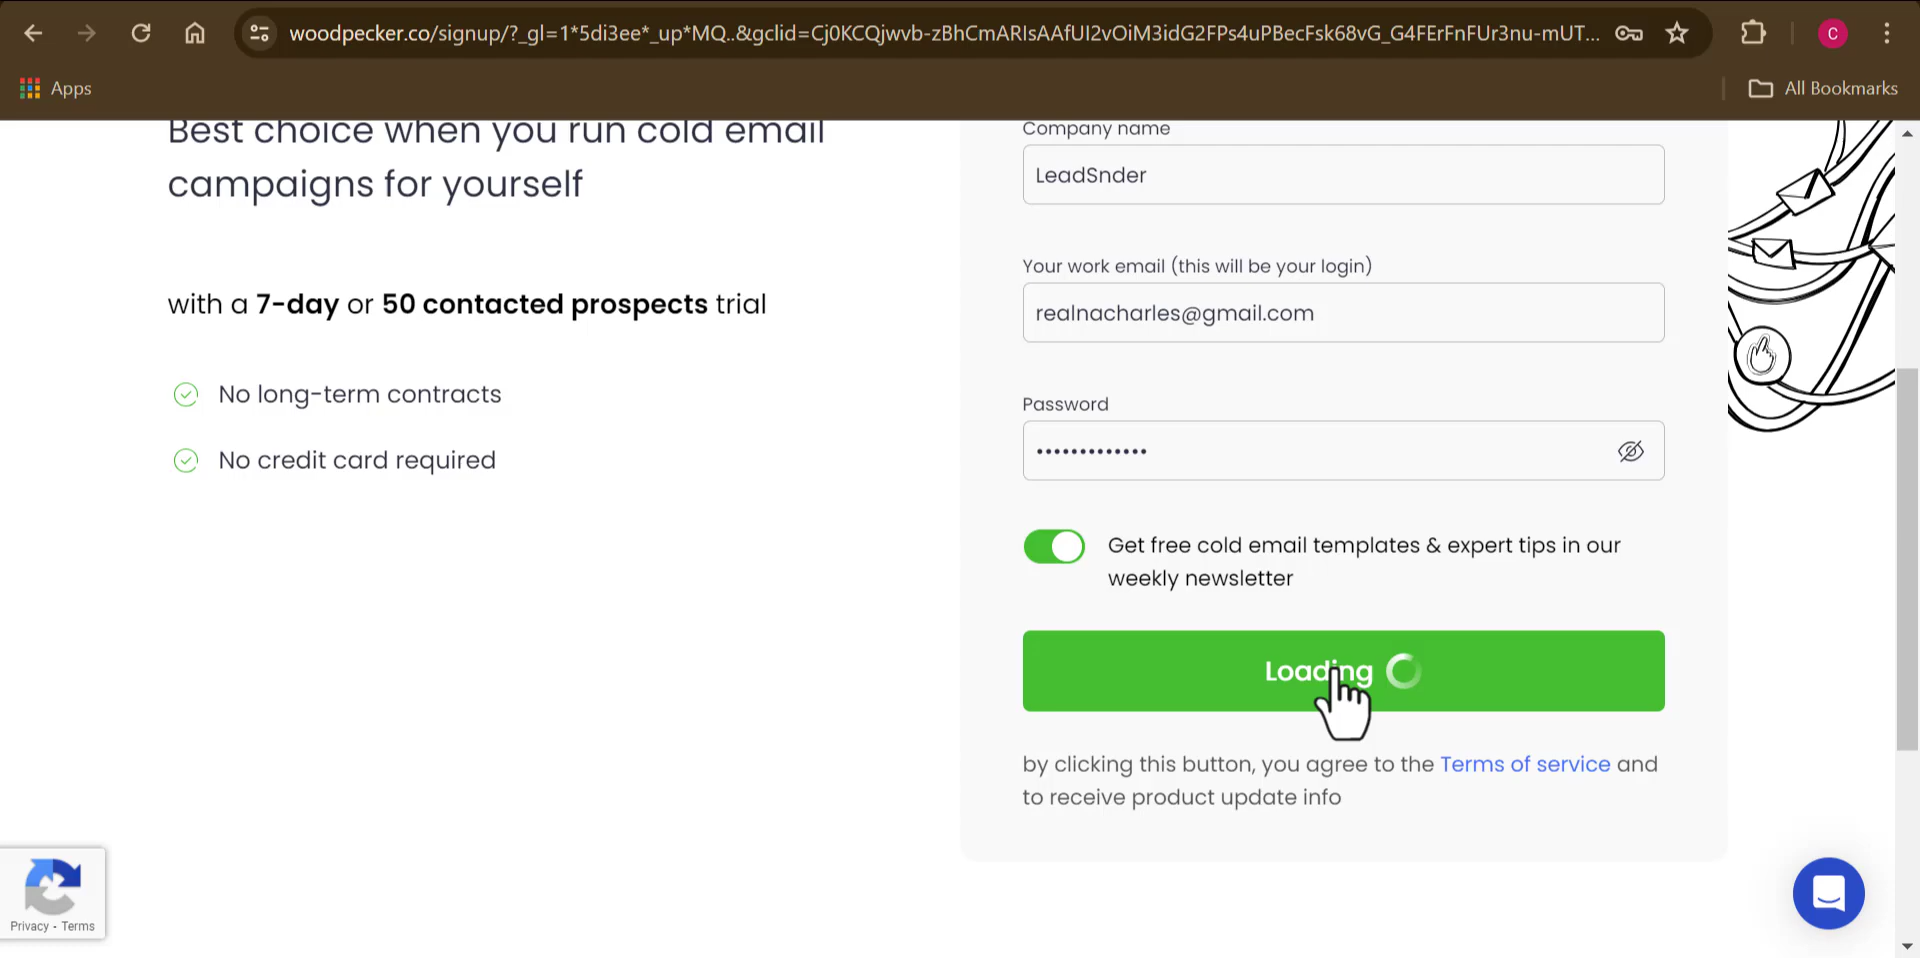 woodpecker.co/signup/?_gl=1*5di3ee*_up*MQ..&gclid=Cj0KCQjwvb-zBhCmARIsAAfUI2vOiM3idG2FPs4uPBecFsk68vG_G4FErFnFUr3nu-mUT...
C
Apps
All Bookmarks
Best choice when you run cold email
campaigns for yourself
with a 7-day or 50 contacted prospects trial
No long-term contracts
No credit card required
Company name
LeadSnder
Your work email (this will be your login)
realnacharles@gmail.com
Password
Get free cold email templates & expert tips in our
weekly newsletter
Loading
by clicking this button, you agree to the Terms of service and
to receive product update info
Privacy - Terms